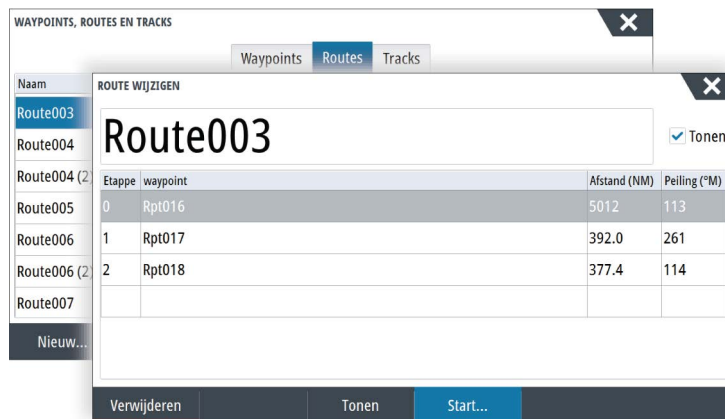 WAYPOINTS, ROUTES EN TRACKS
Waypoints Routes Tracks
Naam
Route003
Route004
Route004 (2)
Route005
Route006
Route006 (2)
Route007
Nieuw...
ROUTE WIJZIGEN
Route003
Tonen
Etappe waypoint Afstand (NM) Peiling (°M)
0 Rpt016 5012 113
1 Rpt017 392.0 261
2 Rpt018 377.4 114
Verwijderen Tonen Start...